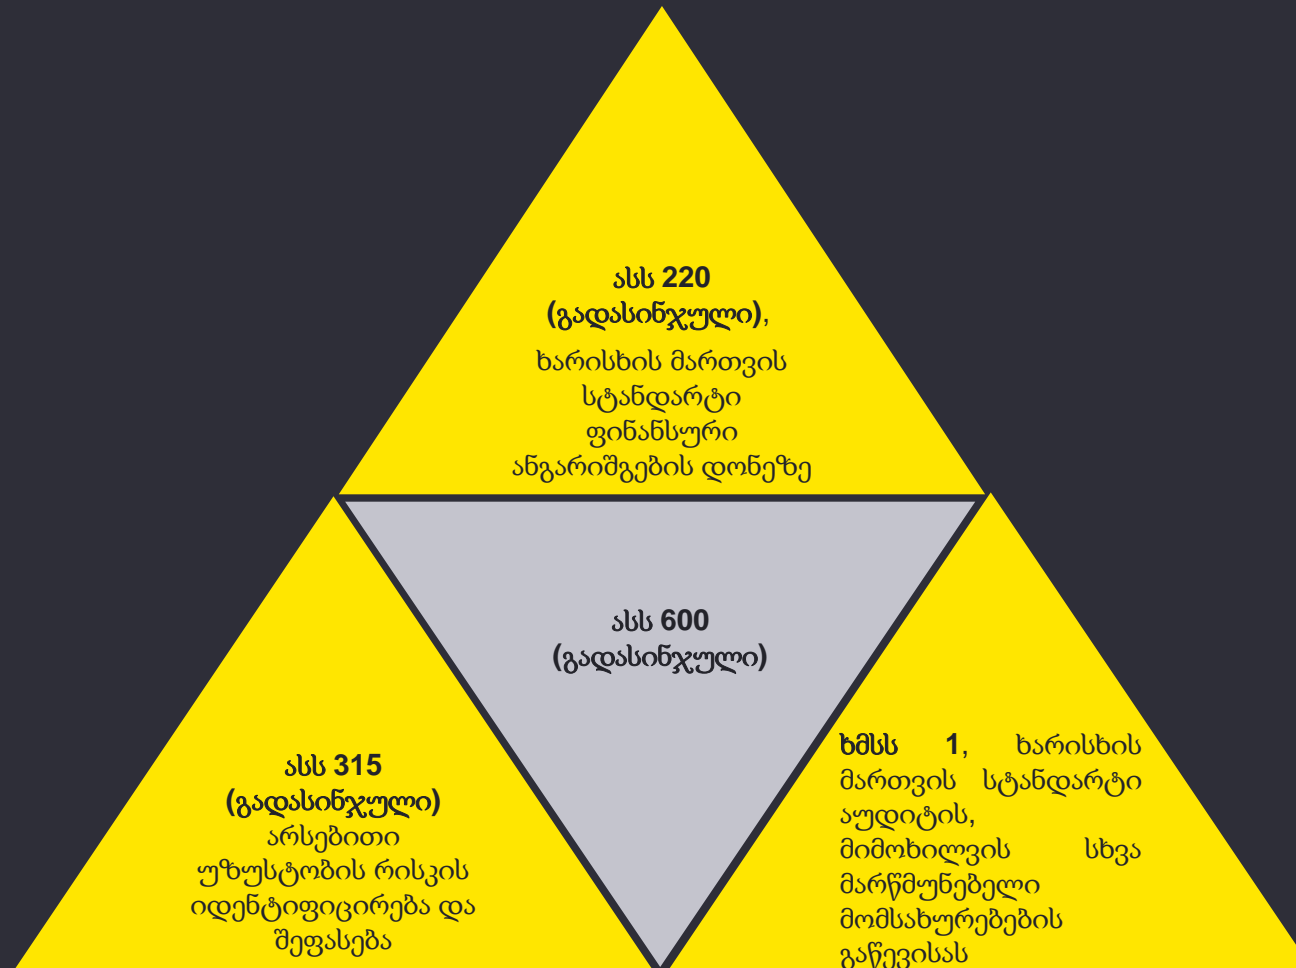 ასს 220
(გადასინჯული),
ხარისხის მართვის
სტანდარტი
ფინანსური
ანგარიშგების დონეზე
ასს 600
(გადასინჯული)
ასს 315
(გადასინჯული)
არსებითი
უზუსტობის რისკის
იდენტიფიცირება და
შეფასება
ხმსს 1, ხარისხის
მართვის სტანდარტი
აუდიტის,
მიმოხილვის სხვა
მარწმუნებელი
მომსახურებების
გაწევისას